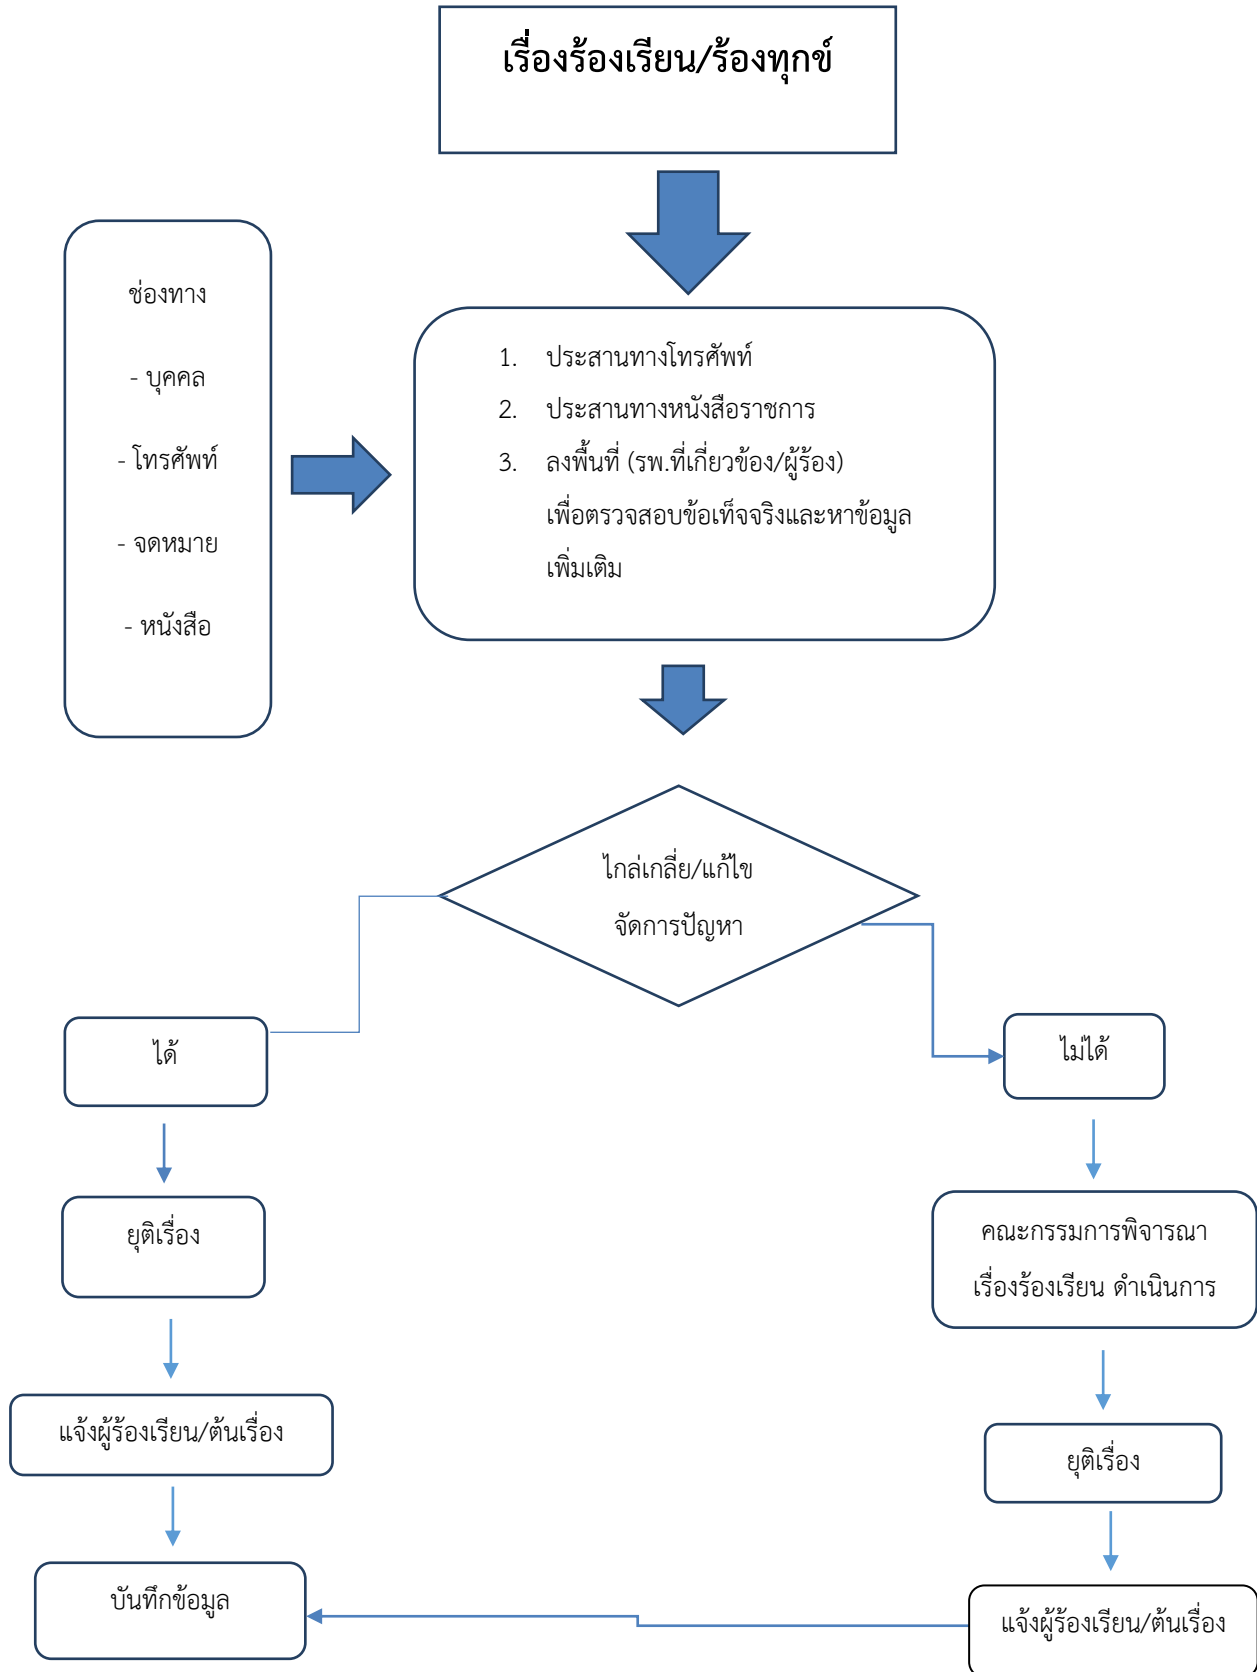 เรื่องร้องเรียน/ร้องทุกข์
ช่องทาง
- บุคคล
- โทรศัพท์
- จดหมาย
- หนังสือ
1. ประสานทางโทรศัพท์
2. ประสานทางหนังสือราชการ
3. ลงพื้นที่ (รพ.ที่เกี่ยวข้อง/ผู้ร้อง)
เพื่อตรวจสอบข้อเท็จจริงและหาข้อมูล
เพิ่มเติม
ไกล่เกลี่ย/แก้ไข
จัดการปัญหา
ได้
ไม่ได้
ยุติเรื่อง
คณะกรรมการพิจารณา
เรื่องร้องเรียน ดำเนินการ
แจ้งผู้ร้องเรียน/ต้นเรื่อง
ยุติเรื่อง
บันทึกข้อมูล
แจ้งผู้ร้องเรียน/ต้นเรื่อง